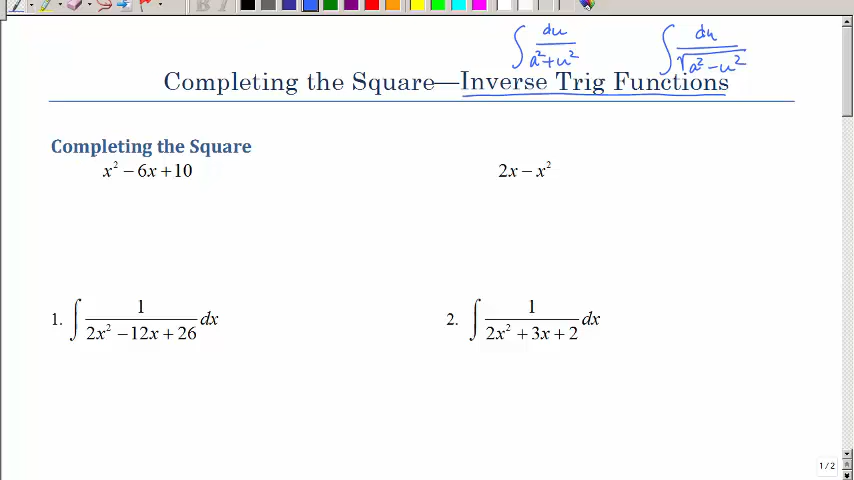 ∫ du/(a²+u²) ∫ du/√(a²−u²)
Completing the Square—Inverse Trig Functions
Completing the Square
x² − 6x + 10 2x − x²
1. ∫ 1/(2x² − 12x + 26) dx 2. ∫ 1/(2x² + 3x + 2) dx
1/2